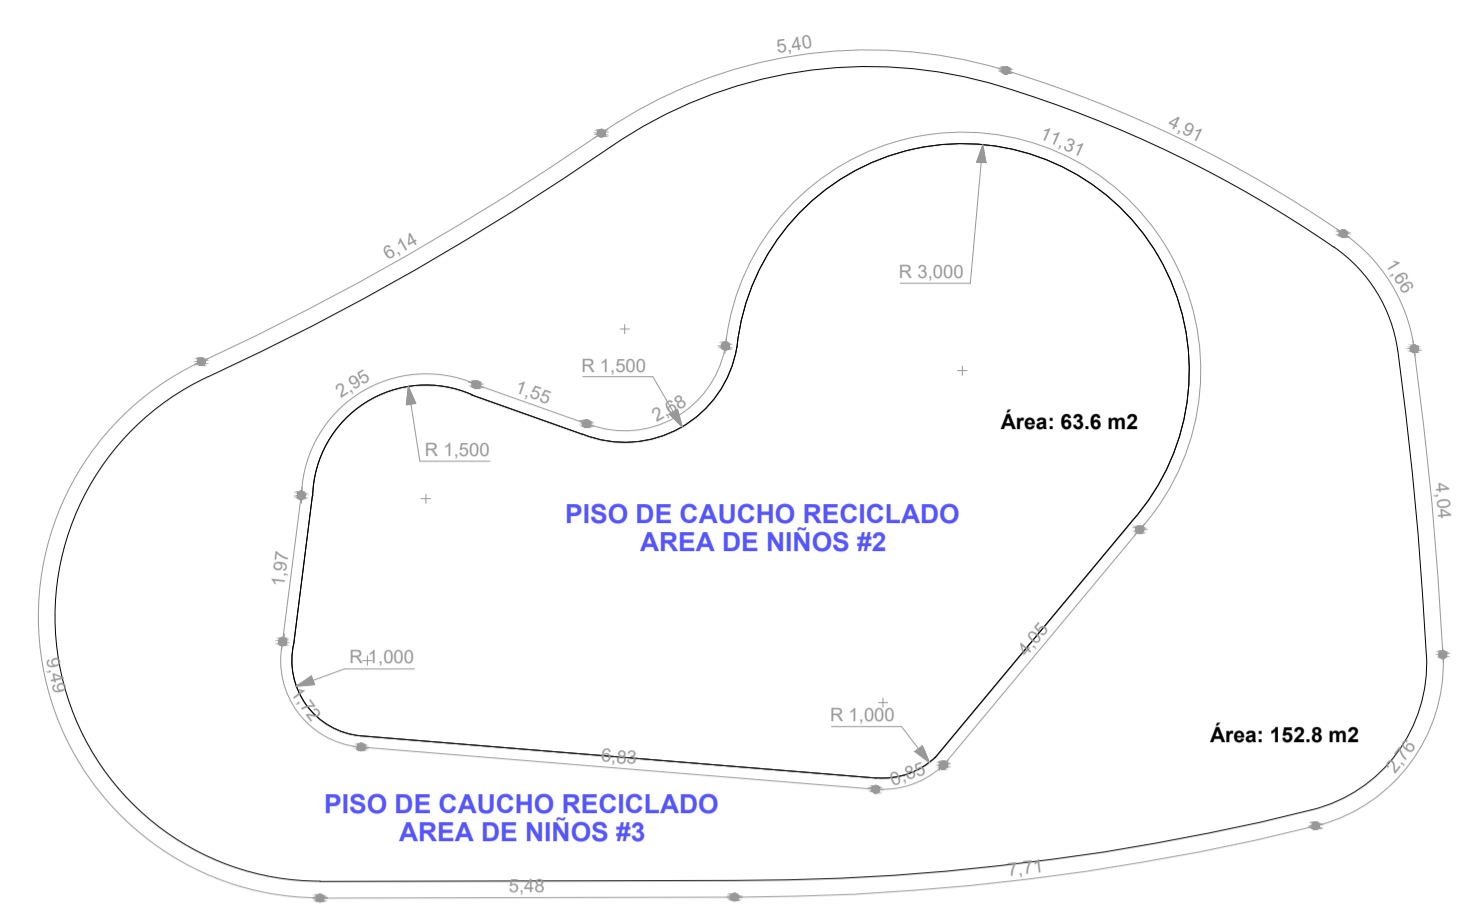 5,40
4,91
11,31
1,66
6,14
R 3,000
R 1,500
2,95
1,55
2,68
R 1,500
Área: 63.6 m2
4,04
PISO DE CAUCHO RECICLADO
AREA DE NIÑOS #2
1,97
4,05
R 1,000
9,49
1,72
R 1,000
Área: 152.8 m2
6,83
0,85
2,76
PISO DE CAUCHO RECICLADO
AREA DE NIÑOS #3
7,71
5,48